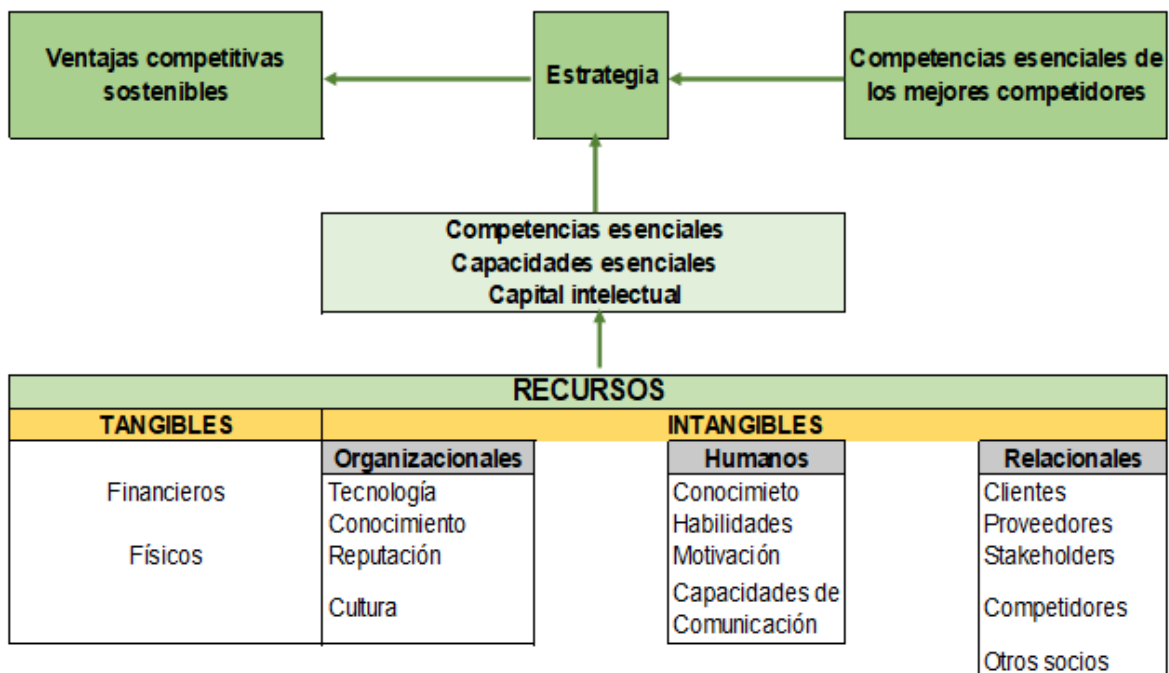 Ventajas competitivas
sostenibles
Estrategia
Competencias esenciales de
los mejores competidores
Competencias esenciales
Capacidades esenciales
Capital intelectual
RECURSOS
TANGIBLES
INTANGIBLES
Financieros
Físicos
Organizacionales
Tecnología
Conocimiento
Reputación
Cultura
Humanos
Conocimieto
Habilidades
Motivación
Capacidades de
Comunicación
Relacionales
Clientes
Proveedores
Stakeholders
Competidores
Otros socios